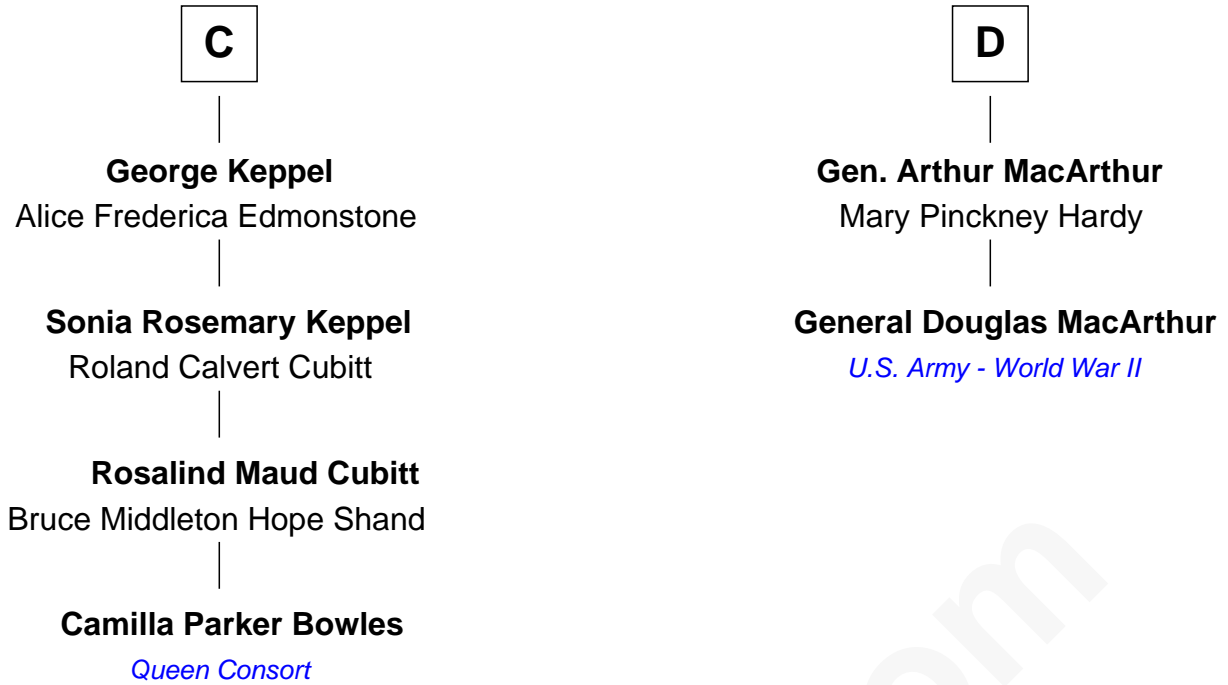 C
George Keppel
Alice Frederica Edmonstone
Sonia Rosemary Keppel
Roland Calvert Cubitt
Rosalind Maud Cubitt
Bruce Middleton Hope Shand
Camilla Parker Bowles
Queen Consort
D
Gen. Arthur MacArthur
Mary Pinckney Hardy
General Douglas MacArthur
U.S. Army - World War II
om